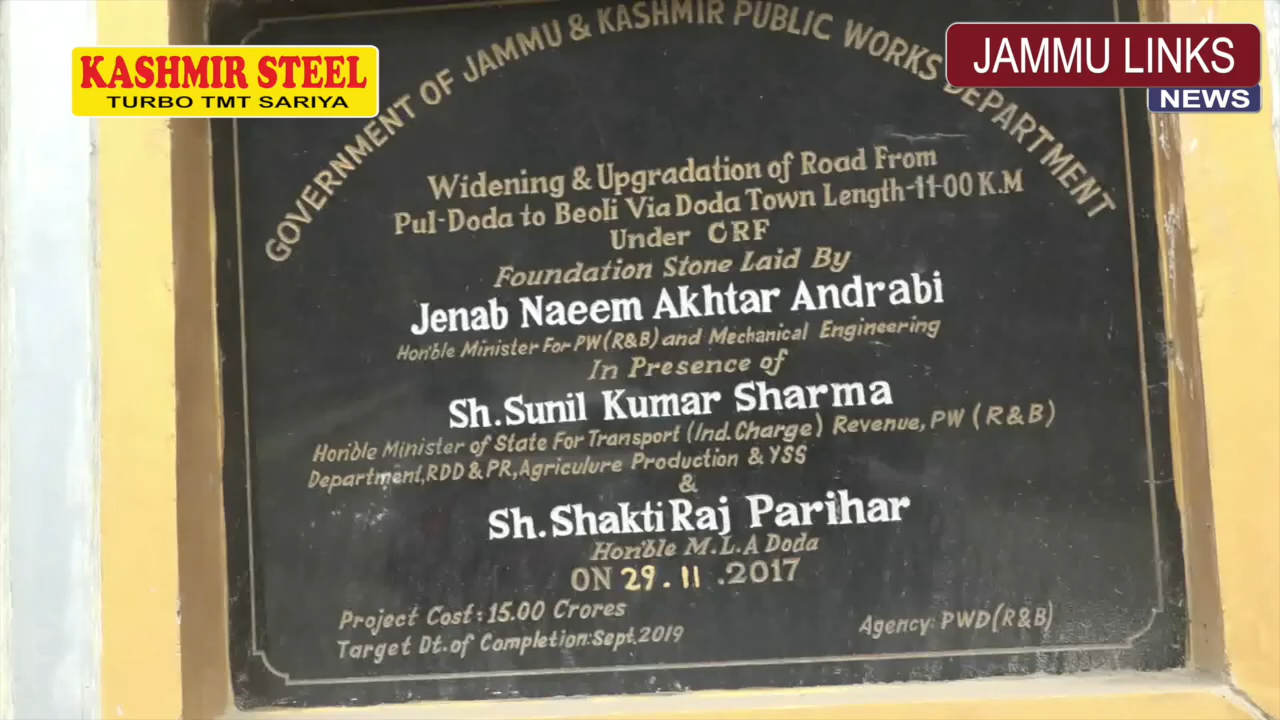 KASHMIR STEEL
TURBO TMT SARIYA
JAMMU LINKS
NEWS
GOVERNMENT OF JAMMU & KASHMIR PUBLIC WORKS DEPARTMENT
Widening & Upgradation of Road From
Pul-Doda to Beoli Via Doda Town Length-11-00 K.M
Under CRF
Foundation Stone Laid By
Jenab Naeem Akhtar Andrabi
Hon'ble Minister For PW(R&B) and Mechanical Engineering
In Presence of
Sh.Sunil Kumar Sharma
Hon'ble Minister of State For Transport (Ind.Charge) Revenue, PW (R&B)
Department,RDD & PR,Agriculure Production & YSS
&
Sh.Shakti Raj Parihar
Hon'ble M.L.A Doda
ON 29.11.2017
Project Cost: 15.00 Crores
Target Dt.of Completion:Sept,2019
Agency: PWD(R&B)